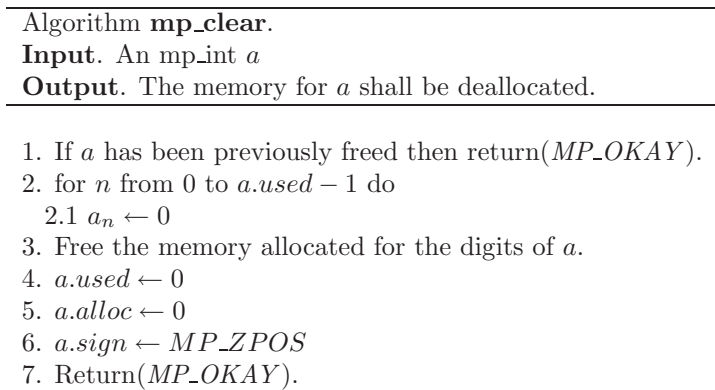 Algorithm mp_clear.
Input. An mp_int a
Output. The memory for a shall be deallocated.
1. If a has been previously freed then return(MP_OKAY).
2. for n from 0 to a.used − 1 do
2.1 aₙ ← 0
3. Free the memory allocated for the digits of a.
4. a.used ← 0
5. a.alloc ← 0
6. a.sign ← MP_ZPOS
7. Return(MP_OKAY).